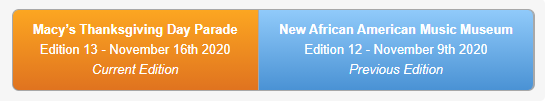 Macy's Thanksgiving Day Parade
Edition 13 - November 16th 2020
Current Edition
New African American Music Museum
Edition 12 - November 9th 2020
Previous Edition